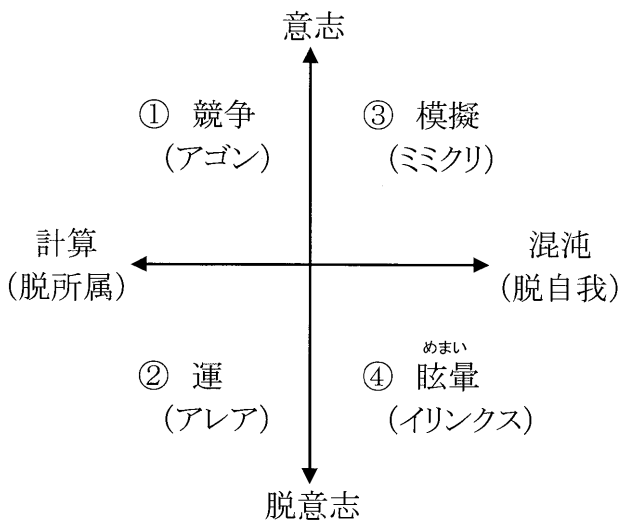 意志
① 競争
(アゴン)
③ 模擬
(ミミクリ)
計算
(脱所属)
混沌
(脱自我)
② 運
(アレア)
めまい
④ 眩暈
(イリンクス)
脱意志